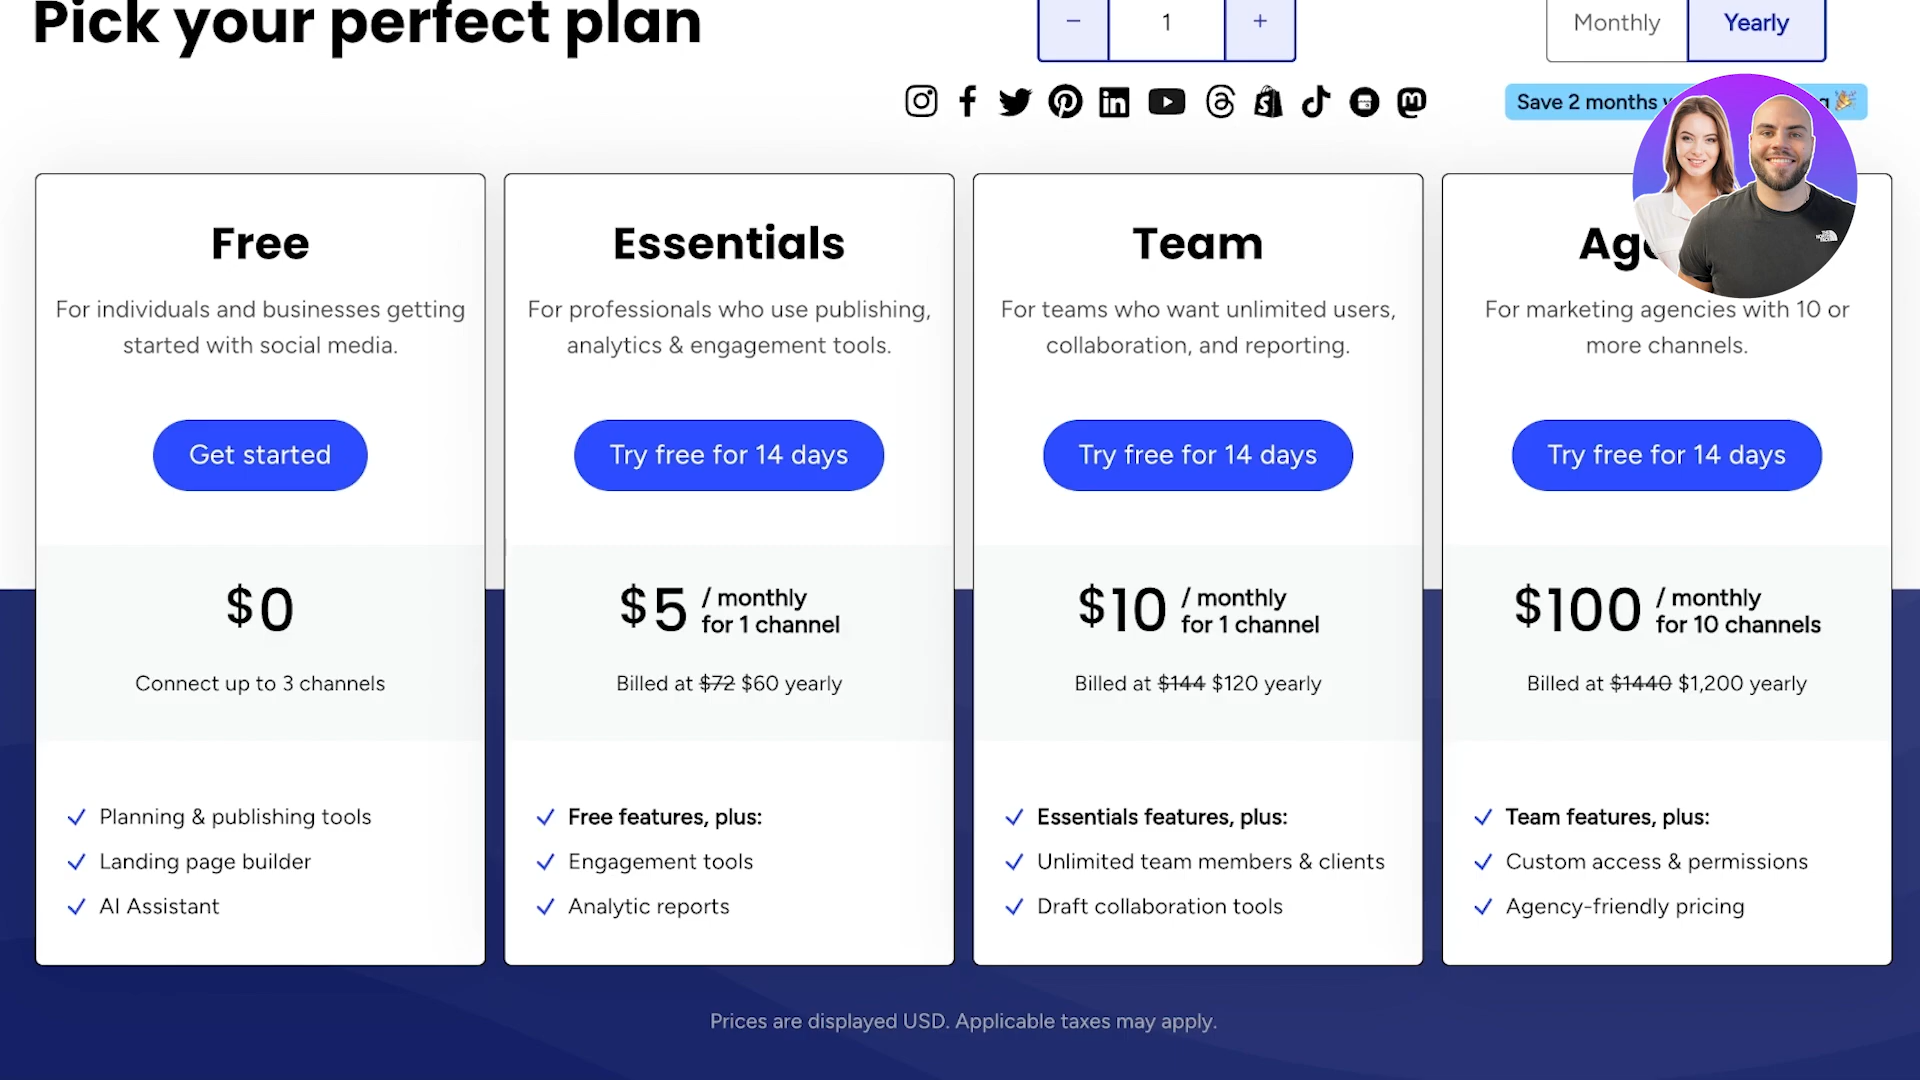 Pick your perfect plan
− 1 +
Monthly Yearly
Save 2 months
Free
For individuals and businesses getting
started with social media.
Get started
$0
Connect up to 3 channels
Planning & publishing tools
Landing page builder
AI Assistant
Essentials
For professionals who use publishing,
analytics & engagement tools.
Try free for 14 days
$5 / monthly
for 1 channel
Billed at $72 $60 yearly
Free features, plus:
Engagement tools
Analytic reports
Team
For teams who want unlimited users,
collaboration, and reporting.
Try free for 14 days
$10 / monthly
for 1 channel
Billed at $144 $120 yearly
Essentials features, plus:
Unlimited team members & clients
Draft collaboration tools
For marketing agencies with 10 or
more channels.
Try free for 14 days
$100 / monthly
for 10 channels
Billed at $1440 $1,200 yearly
Team features, plus:
Custom access & permissions
Agency-friendly pricing
Prices are displayed USD. Applicable taxes may apply.